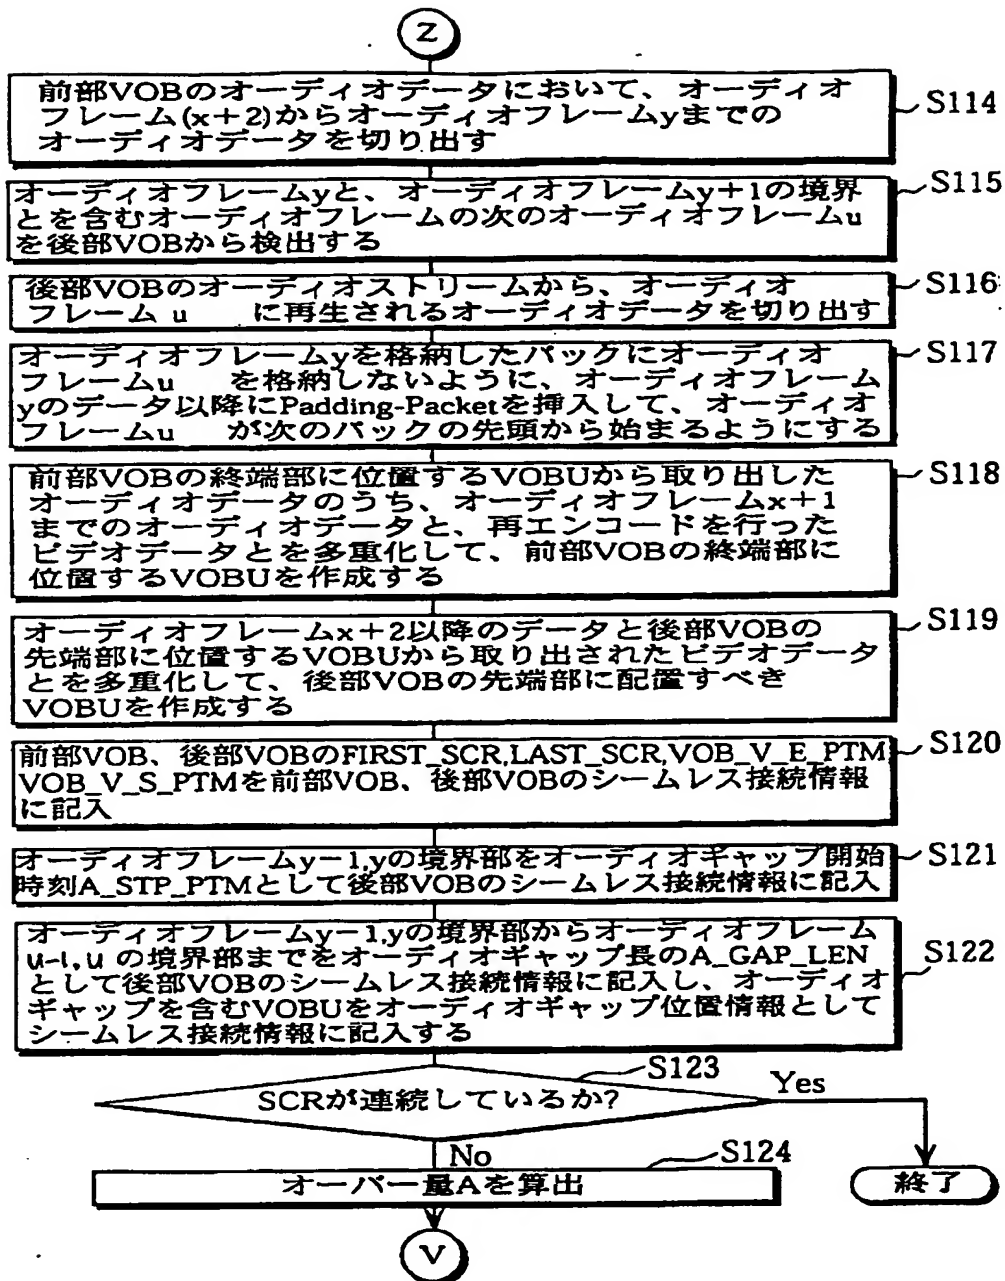 Z
前部VOBのオーディオデータにおいて、オーディオ
フレーム(x+2)からオーディオフレームyまでの
オーディオデータを切り出す
S114
オーディオフレームyと、オーディオフレームy+1の境界
とを含むオーディオフレームの次のオーディオフレームu
を後部VOBから検出する
S115
後部VOBのオーディオストリームから、オーディオ
フレーム u に再生されるオーディオデータを切り出す
S116
オーディオフレームyを格納したパックにオーディオ
フレームu を格納しないように、オーディオフレーム
yのデータ以降にPadding-Packetを挿入して、オーディオ
フレームu が次のパックの先頭から始まるようにする
S117
前部VOBの終端部に位置するVOBUから取り出した
オーディオデータのうち、オーディオフレームx+1
までのオーディオデータと、再エンコードを行った
ビデオデータとを多重化して、前部VOBの終端部に
位置するVOBUを作成する
S118
オーディオフレームx+2以降のデータと後部VOBの
先端部に位置するVOBUから取り出されたビデオデータ
とを多重化して、後部VOBの先端部に配置すべき
VOBUを作成する
S119
前部VOB、後部VOBのFIRST_SCR,LAST_SCR,VOB_V_E_PTM
VOB_V_S_PTMを前部VOB、後部VOBのシームレス接続情報
に記入
S120
オーディオフレームy-1,yの境界部をオーディオギャップ開始
時刻A_STP_PTMとして後部VOBのシームレス接続情報に記入
S121
オーディオフレームy-1,yの境界部からオーディオフレーム
u-1,u の境界部までをオーディオギャップ長のA_GAP_LEN
として後部VOBのシームレス接続情報に記入し、オーディオ
ギャップを含むVOBUをオーディオギャップ位置情報として
シームレス接続情報に記入する
S122
SCRが連続しているか?
S123
Yes
No
オーバー量Aを算出
S124
終了
V